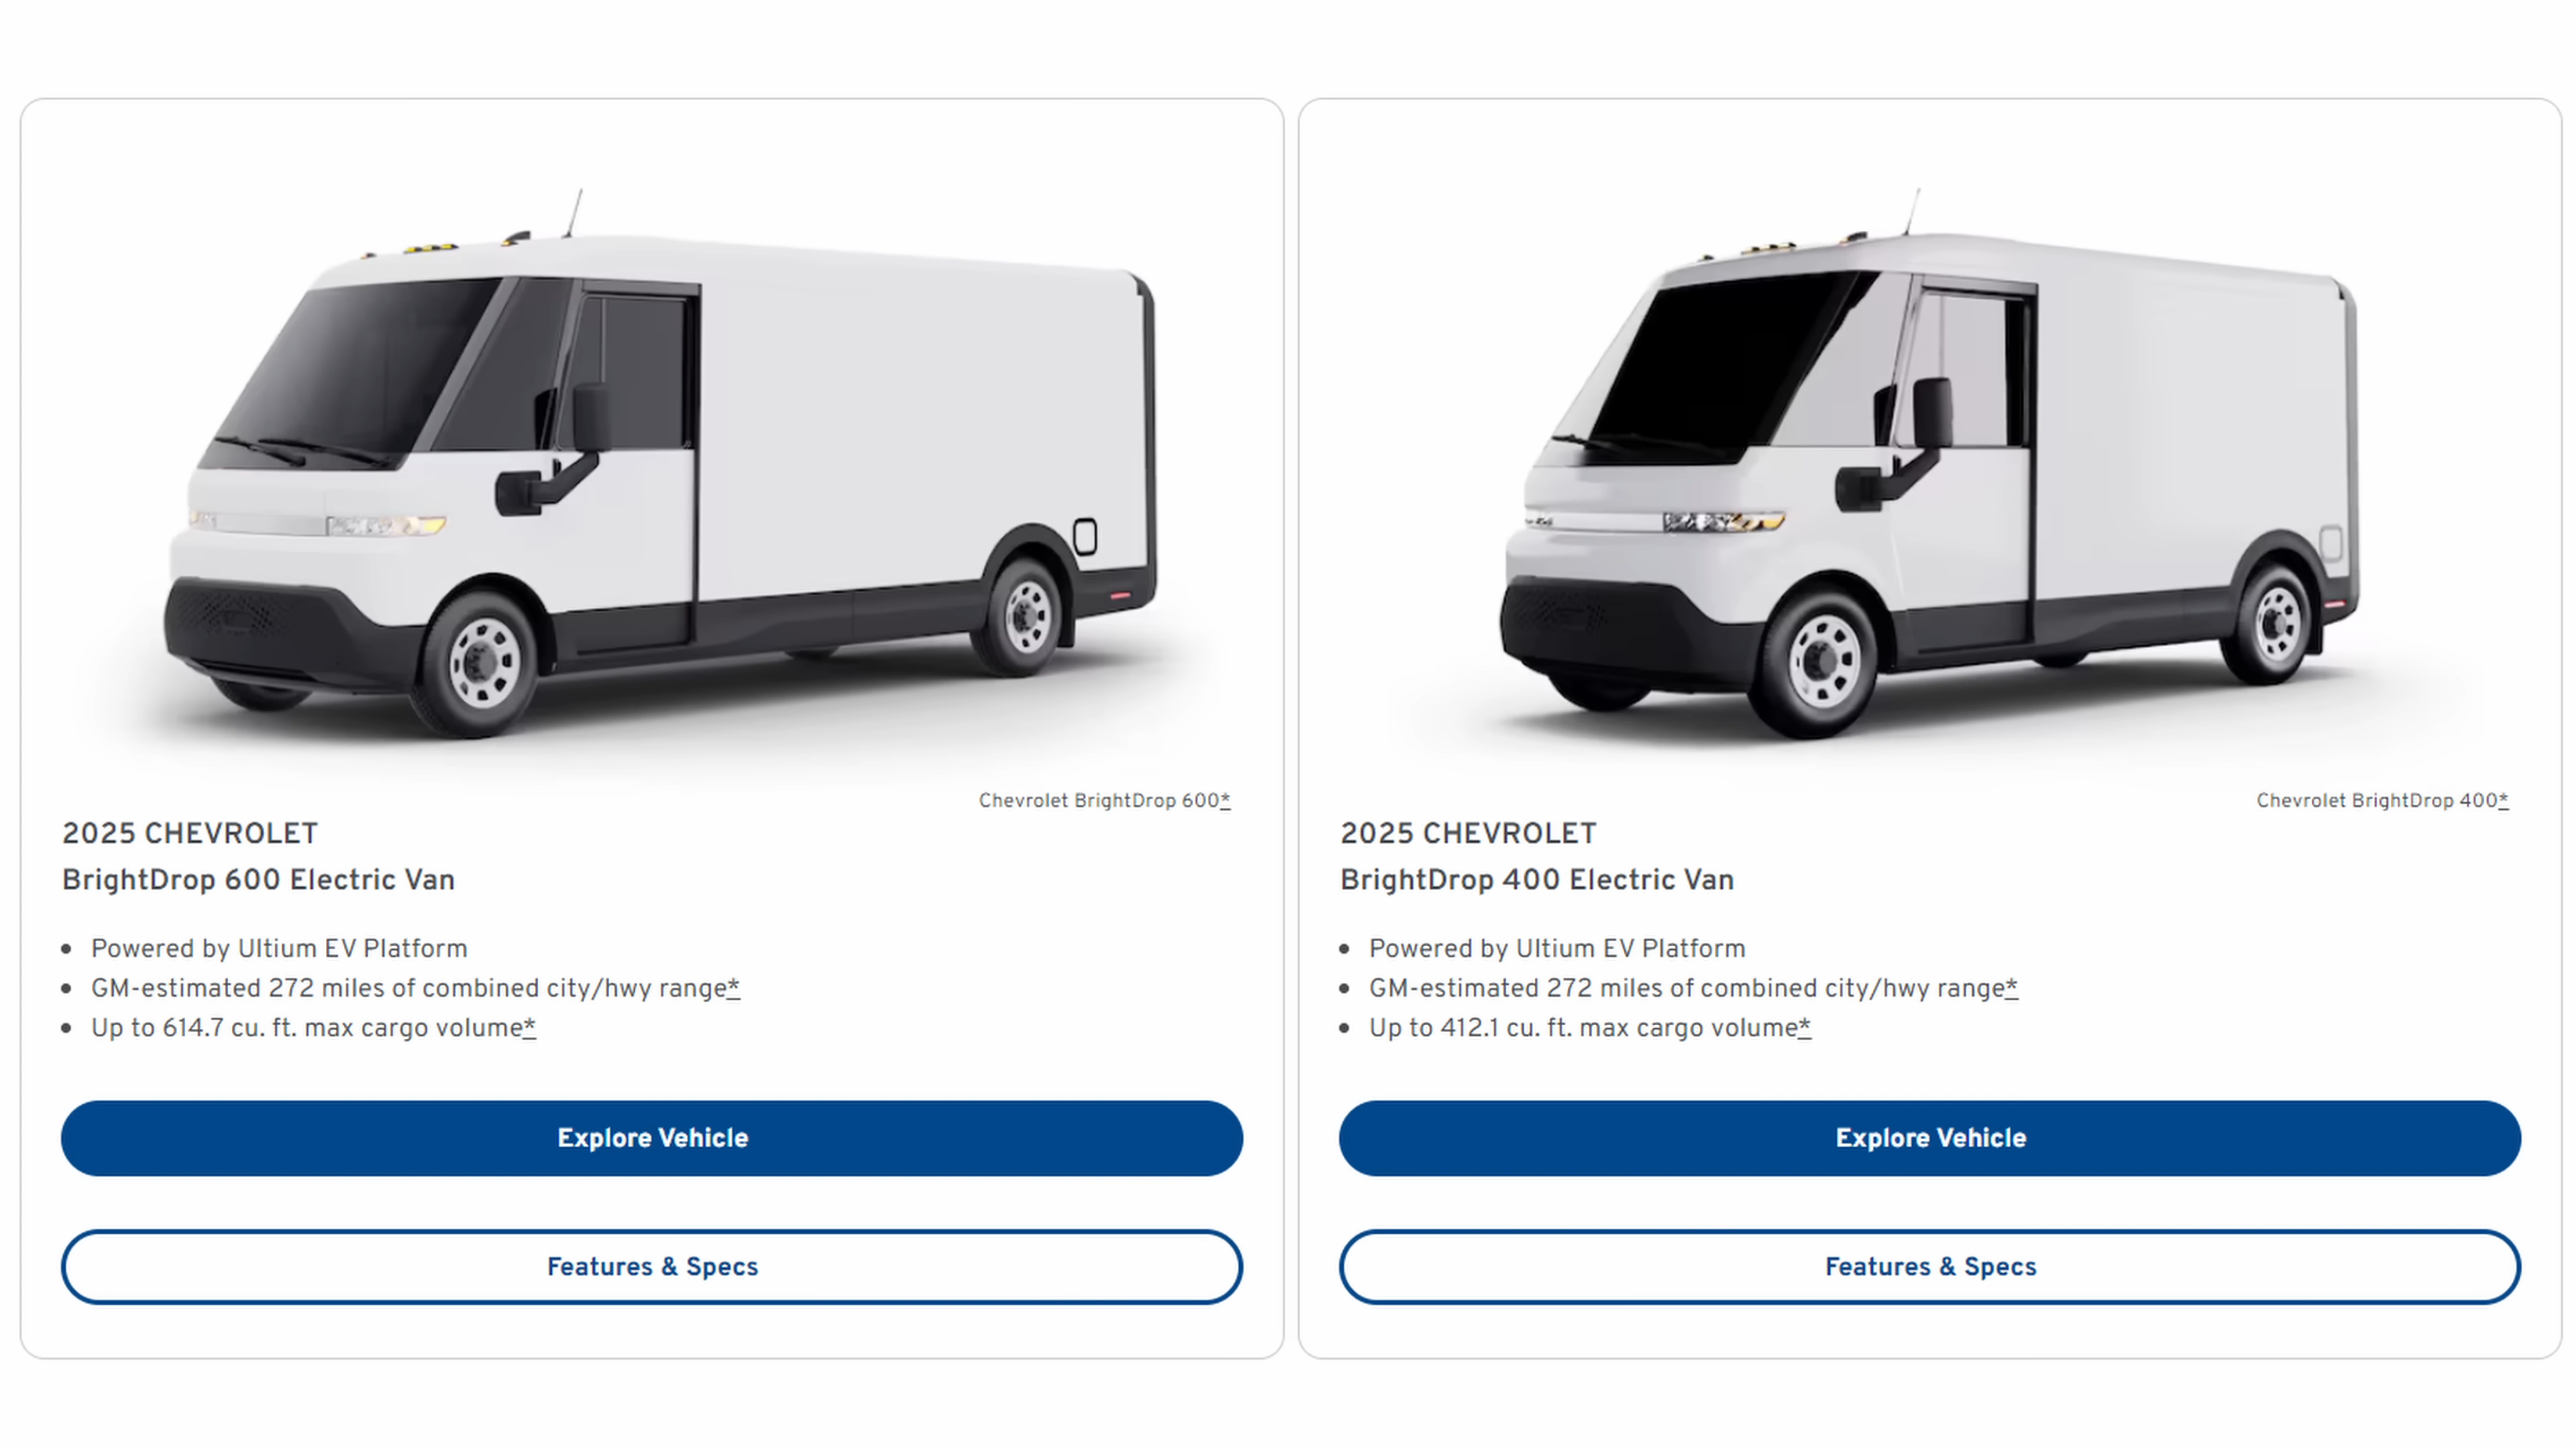 Chevrolet BrightDrop 600*
2025 CHEVROLET
BrightDrop 600 Electric Van
• Powered by Ultium EV Platform
• GM-estimated 272 miles of combined city/hwy range*
• Up to 614.7 cu. ft. max cargo volume*
Explore Vehicle
Features & Specs
Chevrolet BrightDrop 400*
2025 CHEVROLET
BrightDrop 400 Electric Van
• Powered by Ultium EV Platform
• GM-estimated 272 miles of combined city/hwy range*
• Up to 412.1 cu. ft. max cargo volume*
Explore Vehicle
Features & Specs